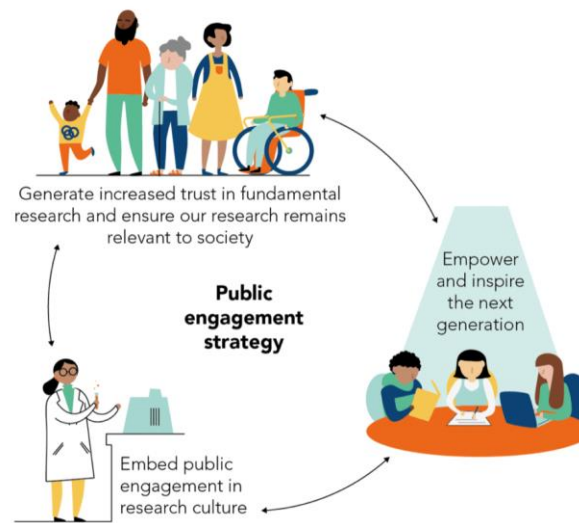 Generate increased trust in fundamental
research and ensure our research remains
relevant to society
Public
engagement
strategy
Empower
and inspire
the next
generation
Embed public
engagement in
research culture